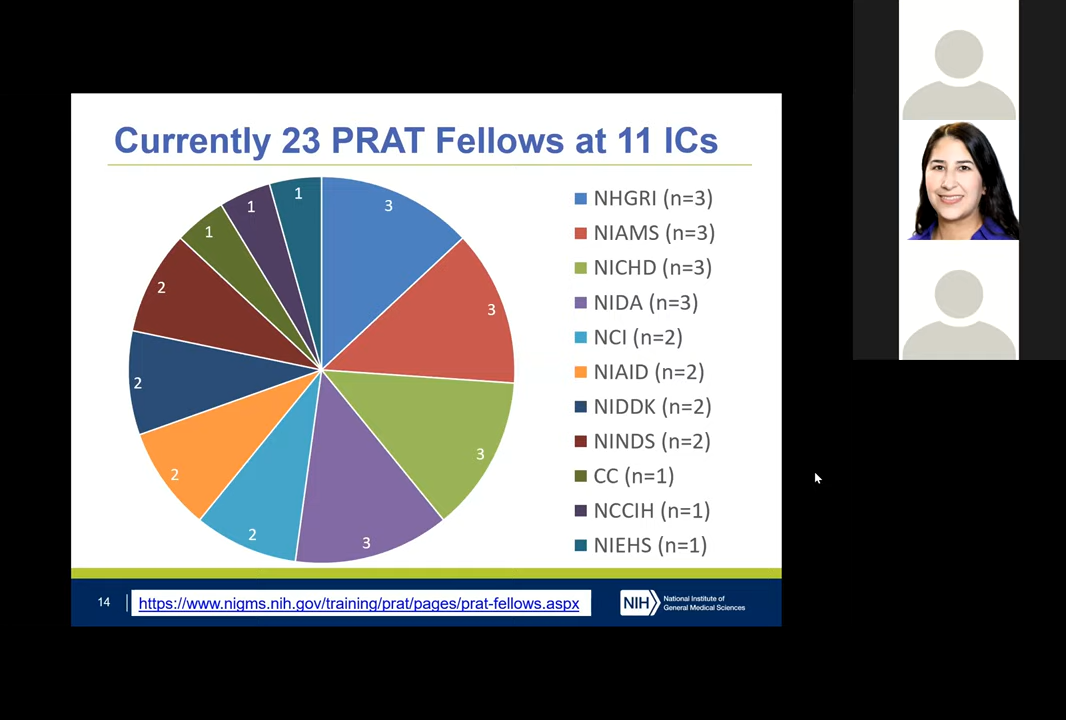 Currently 23 PRAT Fellows at 11 ICs
1
1
1
2
2
2
2
3
3
3
3
NHGRI (n=3)
NIAMS (n=3)
NICHD (n=3)
NIDA (n=3)
NCI (n=2)
NIAID (n=2)
NIDDK (n=2)
NINDS (n=2)
CC (n=1)
NCCIH (n=1)
NIEHS (n=1)
14
https://www.nigms.nih.gov/training/prat/pages/prat-fellows.aspx
NIH
National Institute of
General Medical Sciences